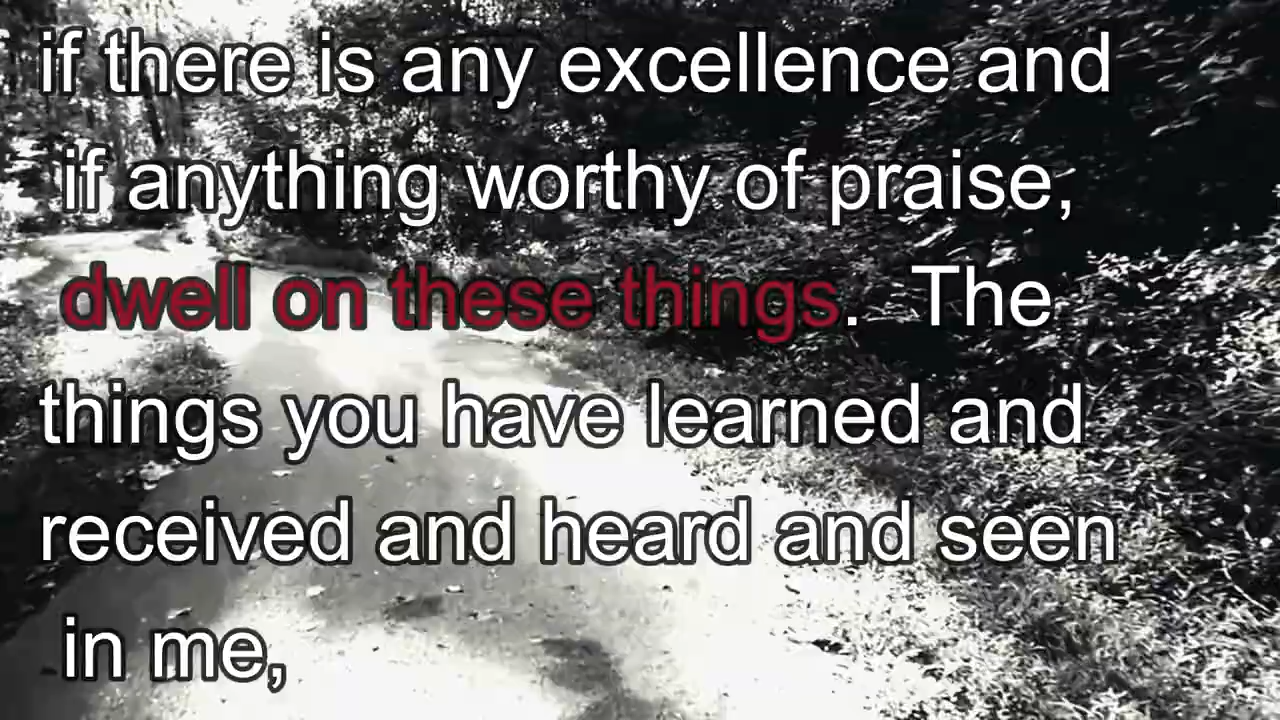 if there is any excellence and
if anything worthy of praise,
dwell on these things.  The
things you have learned and
received and heard and seen
in me,